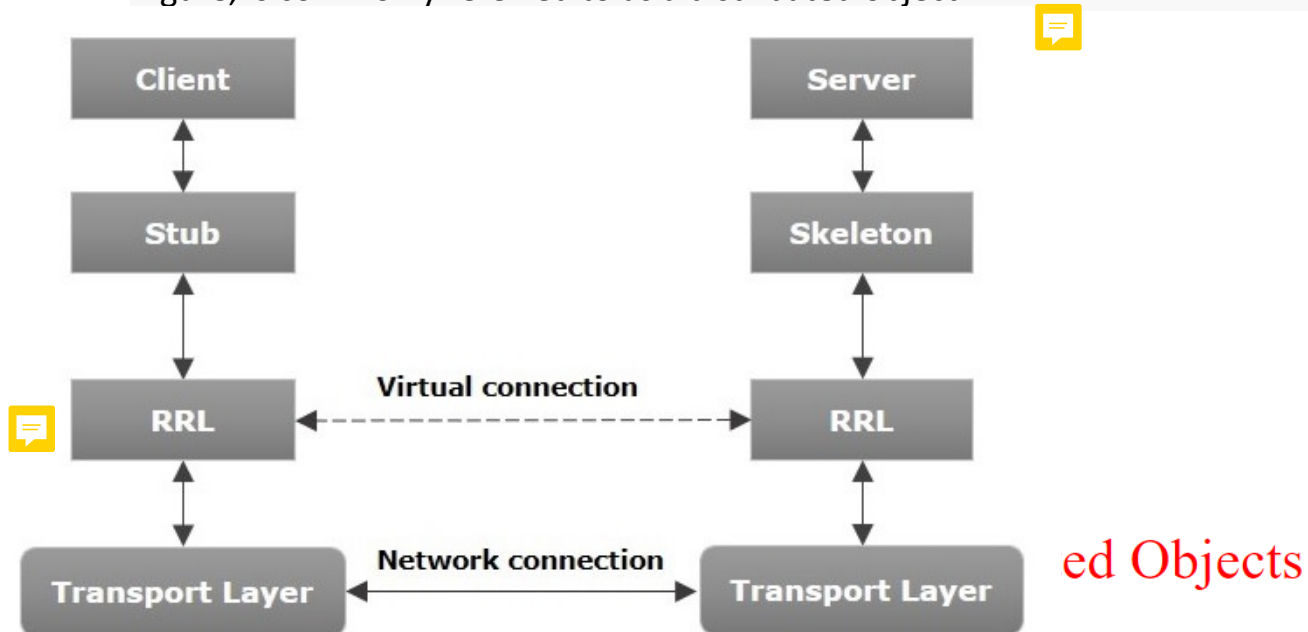 Client
Server
Stub
Skeleton
Virtual connection
RRL
RRL
Network connection
ed Objects
Transport Layer
Transport Layer